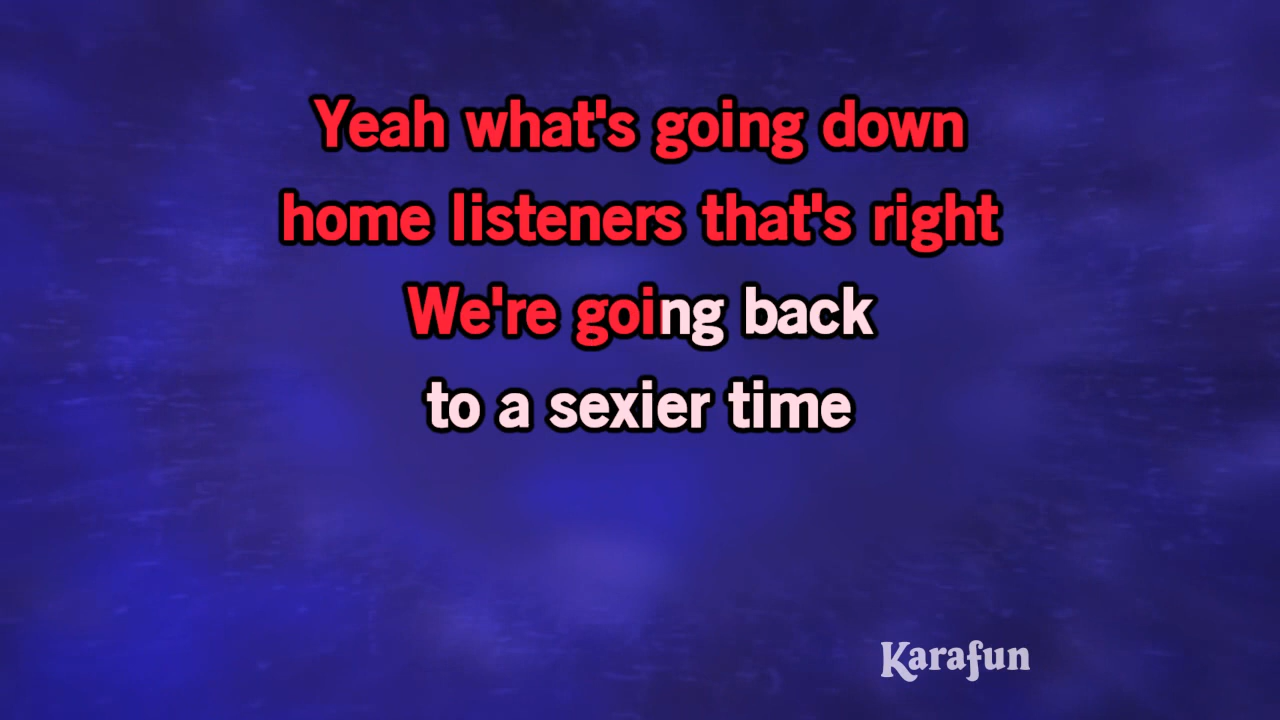 Yeah what's going down
home listeners that's right
We're going back
to a sexier time
Karafun